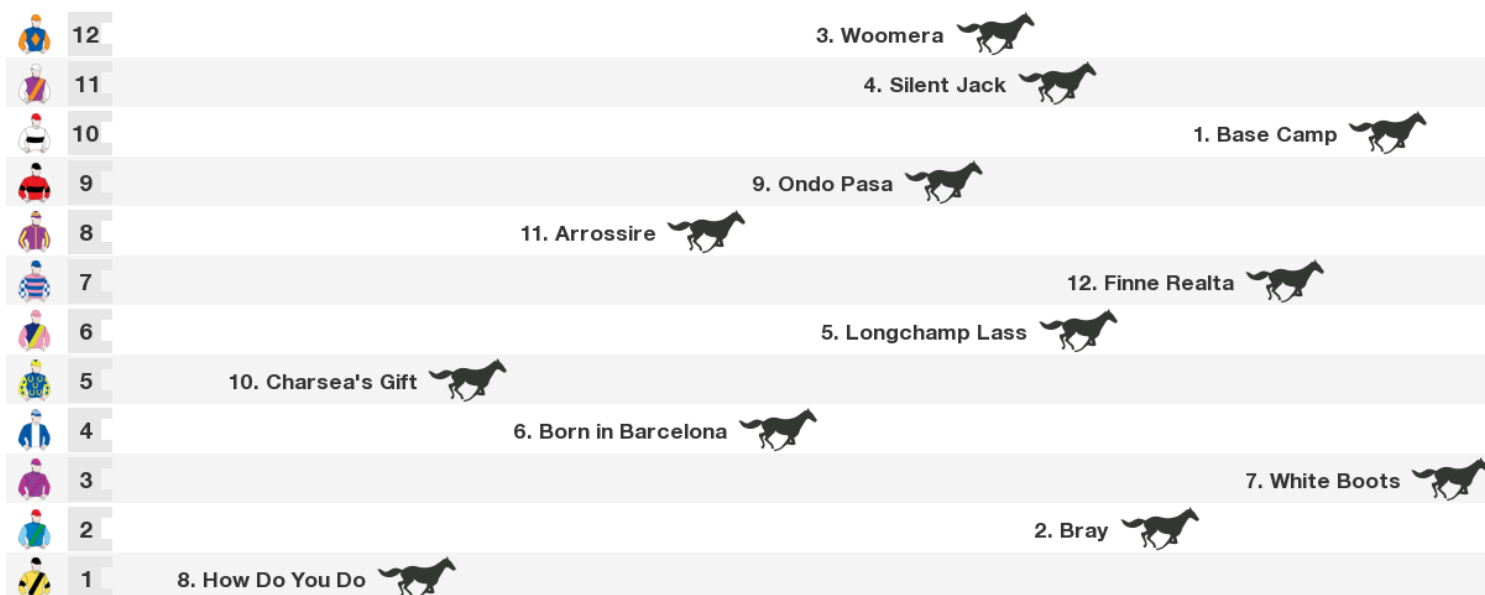 12 3. Woomera
11 4. Silent Jack
10 1. Base Camp
9 9. Ondo Pasa
8 11. Arrossire
7 12. Finne Realta
6 5. Longchamp Lass
5 10. Charsea's Gift
4 6. Born in Barcelona
3 7. White Boots
2 2. Bray
1 8. How Do You Do